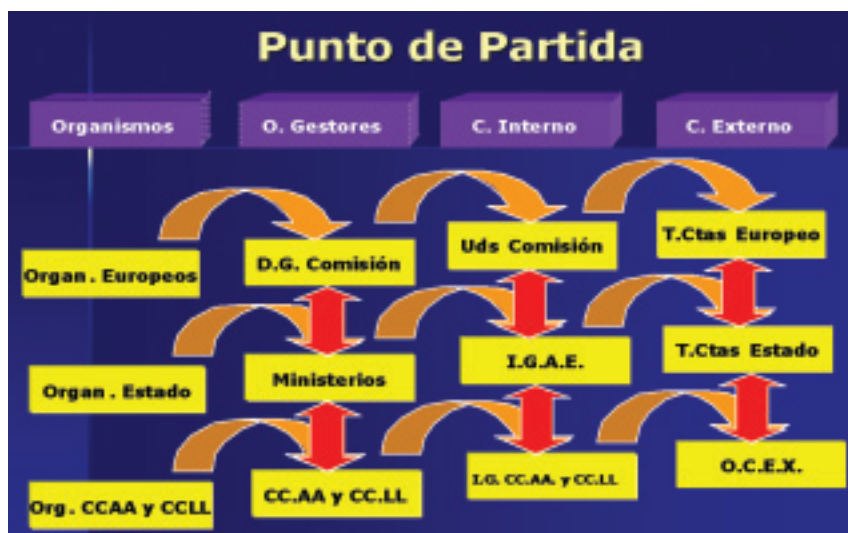 Punto de Partida
Organismos
O. Gestores
C. Interno
C. Externo
Organ . Europeos
D.G. Comisión
Uds Comisión
T.Ctas Europeo
Organ . Estado
Ministerios
I.G.A.E.
T.Ctas Estado
Org . CCAA y CCLL
CC.AA y CC.LL
I.G. CC.AA. y CC.LL
O.C.E.X.